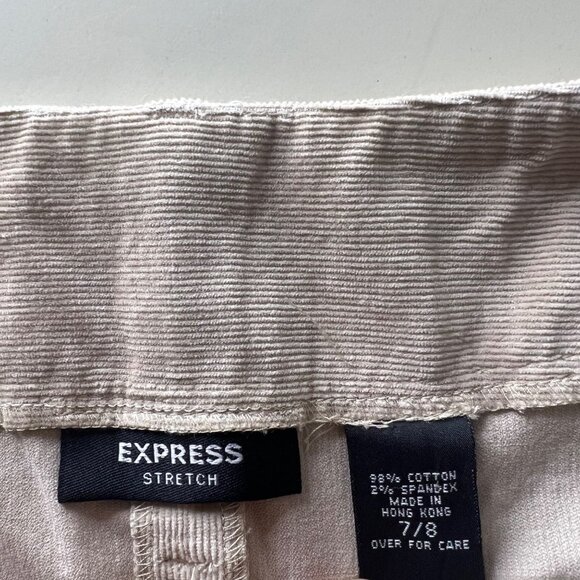 EXPRESS
STRETCH
98% COTTON
2% SPANDEX
MADE IN
HONG KONG
7/8
OVER FOR CARE